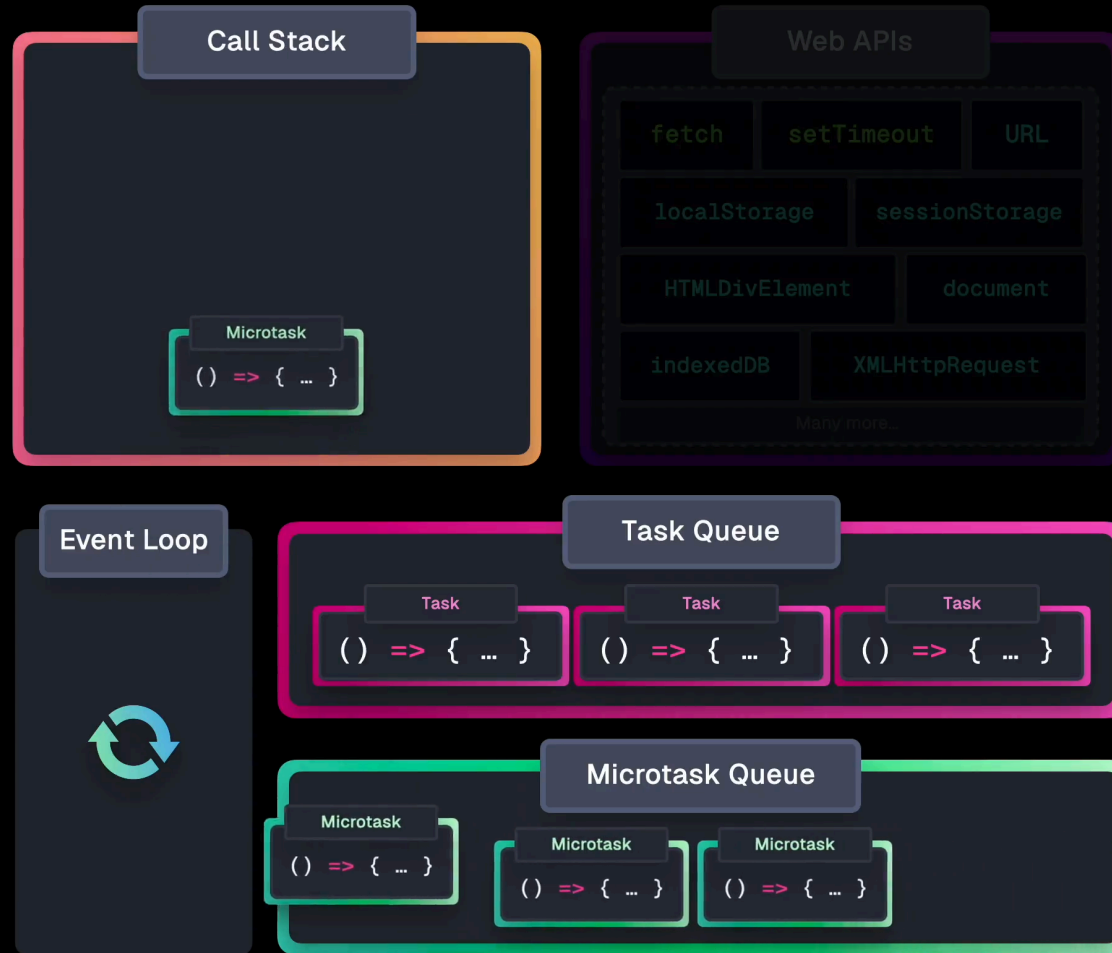 Call Stack
Microtask
() => { … }
Web APIs
fetch
setTimeout
URL
localStorage
sessionStorage
HTMLDivElement
document
indexedDB
XMLHttpRequest
Many more…
Event Loop
Task Queue
Task
() => { … }
Task
() => { … }
Task
() => { … }
Microtask Queue
Microtask
() => { … }
Microtask
() => { … }
Microtask
() => { … }